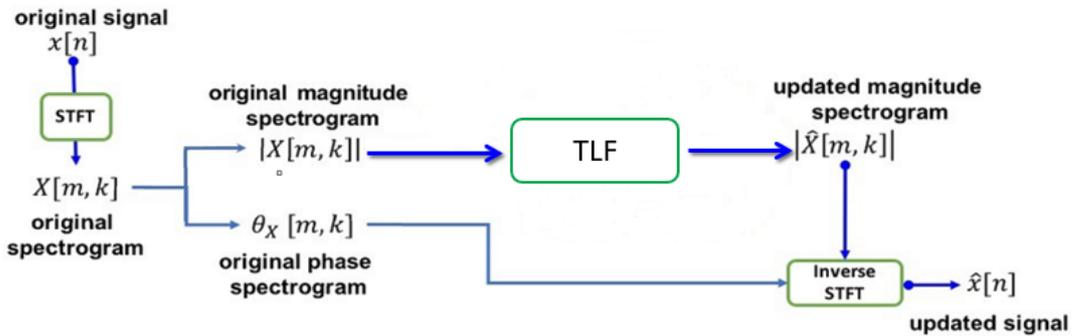 original signal
x[n]
STFT
X[m, k]
original
spectrogram
original magnitude
spectrogram
|X[m, k]|
θ_X [m, k]
original phase
spectrogram
TLF
updated magnitude
spectrogram
|X̂[m, k]|
Inverse
STFT
x̂[n]
updated signal